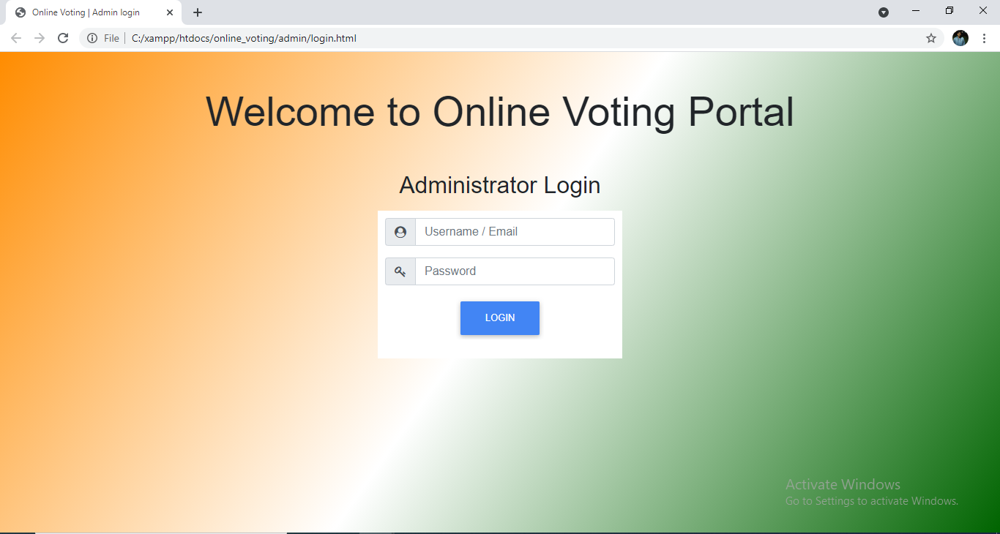 Online Voting | Admin login
File
C:/xampp/htdocs/online_voting/admin/login.html
Welcome to Online Voting Portal
Administrator Login
Username / Email
Password
LOGIN
Activate Windows
Go to Settings to activate Windows.